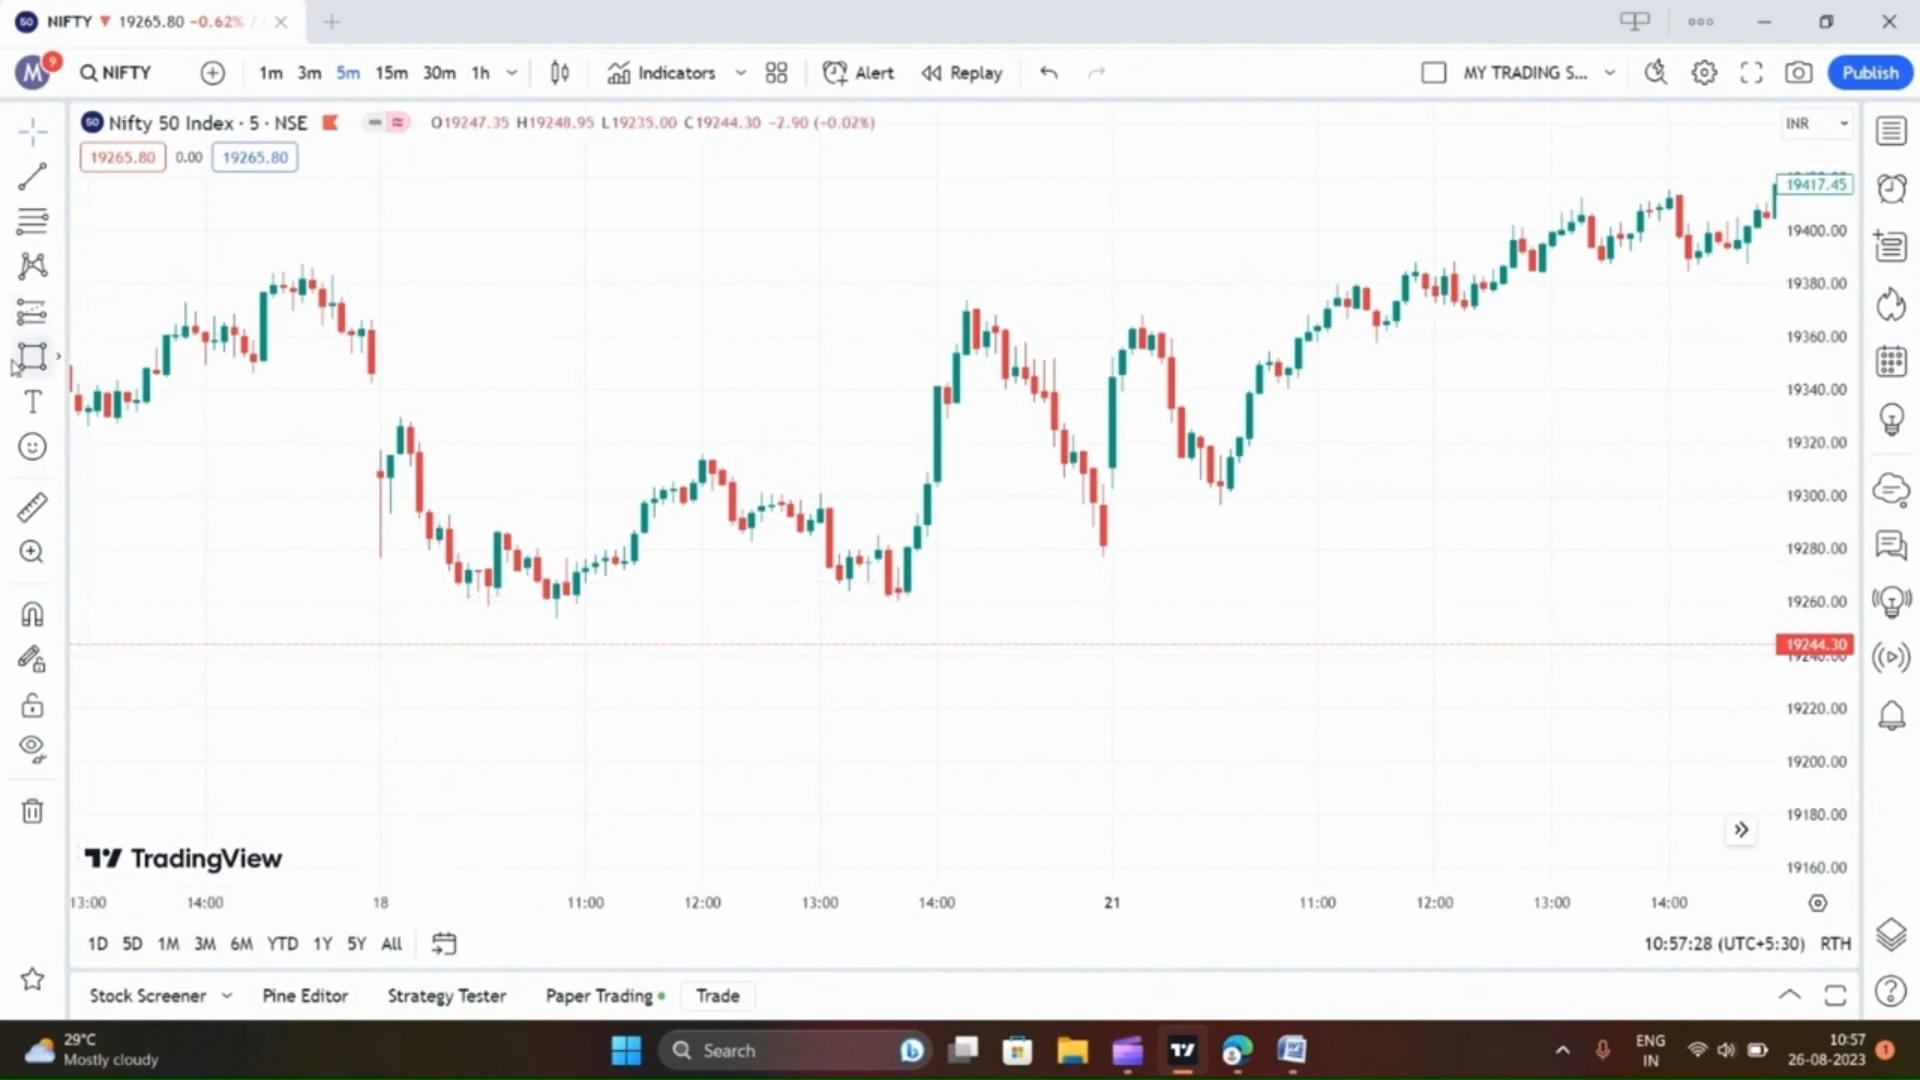 NIFTY ▼ 19265.80 −0.62% /
M 9 NIFTY 1m 3m 5m 15m 30m 1h Indicators Alert Replay MY TRADING S... Publish
50 Nifty 50 Index · 5 · NSE O19247.35 H19248.95 L19235.00 C19244.30 −2.90 (−0.02%) INR
19265.80 0.00 19265.80
19417.45
19400.00
19380.00
19360.00
19340.00
19320.00
19300.00
19280.00
19260.00
19244.30
19240.00
19220.00
19200.00
19180.00
19160.00
TradingView
13:00 14:00 18 11:00 12:00 13:00 14:00 21 11:00 12:00 13:00 14:00
1D 5D 1M 3M 6M YTD 1Y 5Y All 10:57:28 (UTC+5:30) RTH
Stock Screener Pine Editor Strategy Tester Paper Trading Trade
29°C
Mostly cloudy
Search
ENG
IN
10:57
26-08-2023
1